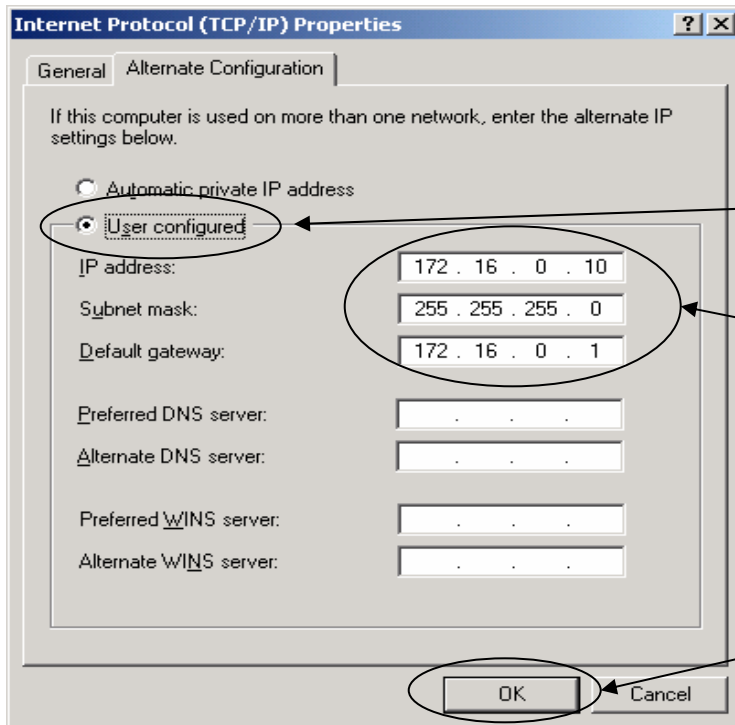 Internet Protocol (TCP/IP) Properties ? X
General Alternate Configuration
If this computer is used on more than one network, enter the alternate IP
settings below.
Automatic private IP address
User configured
IP address: 172 . 16 . 0 . 10
Subnet mask: 255 . 255 . 255 . 0
Default gateway: 172 . 16 . 0 . 1
Preferred DNS server: . . .
Alternate DNS server: . . .
Preferred WINS server: . . .
Alternate WINS server: . . .
OK Cancel